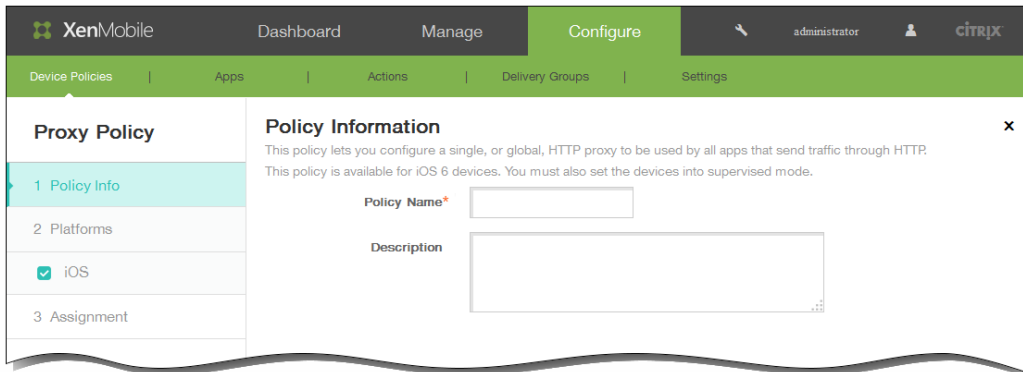 XenMobile Dashboard Manage Configure administrator CİTRIX
Device Policies | Apps | Actions | Delivery Groups | Settings
Proxy Policy
1 Policy Info
2 Platforms
iOS
3 Assignment
Policy Information x
This policy lets you configure a single, or global, HTTP proxy to be used by all apps that send traffic through HTTP.
This policy is available for iOS 6 devices. You must also set the devices into supervised mode.
Policy Name*
Description